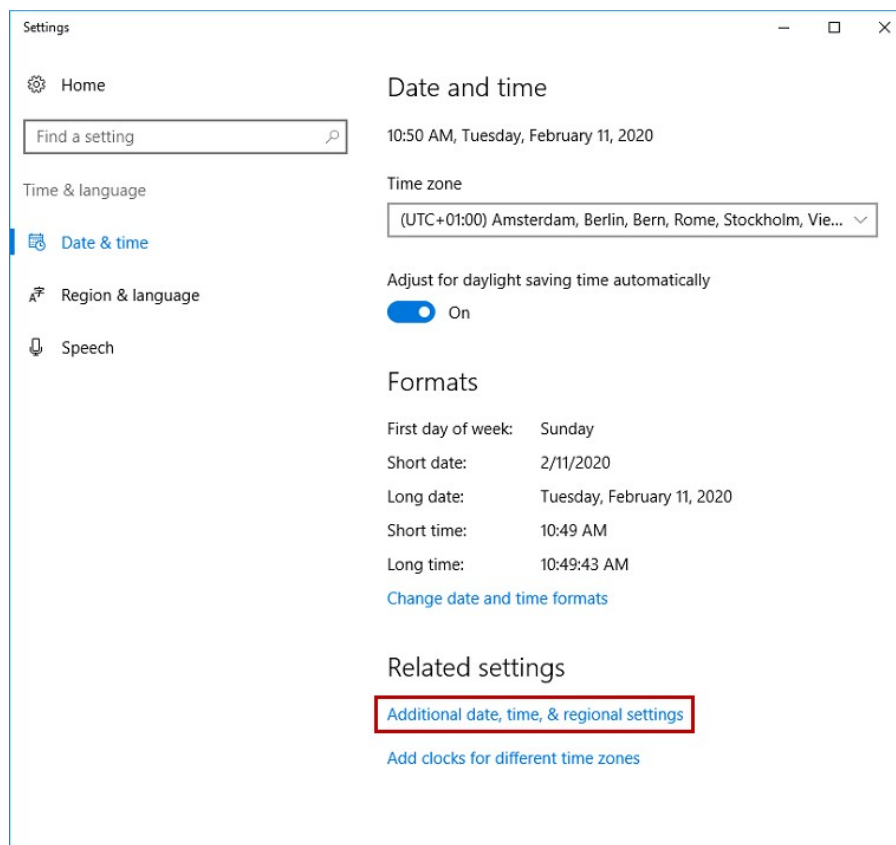 Settings
Home
Find a setting
Time & language
Date & time
Region & language
Speech
Date and time
10:50 AM, Tuesday, February 11, 2020
Time zone
(UTC+01:00) Amsterdam, Berlin, Bern, Rome, Stockholm, Vie...
Adjust for daylight saving time automatically
On
Formats
First day of week: Sunday
Short date: 2/11/2020
Long date: Tuesday, February 11, 2020
Short time: 10:49 AM
Long time: 10:49:43 AM
Change date and time formats
Related settings
Additional date, time, & regional settings
Add clocks for different time zones